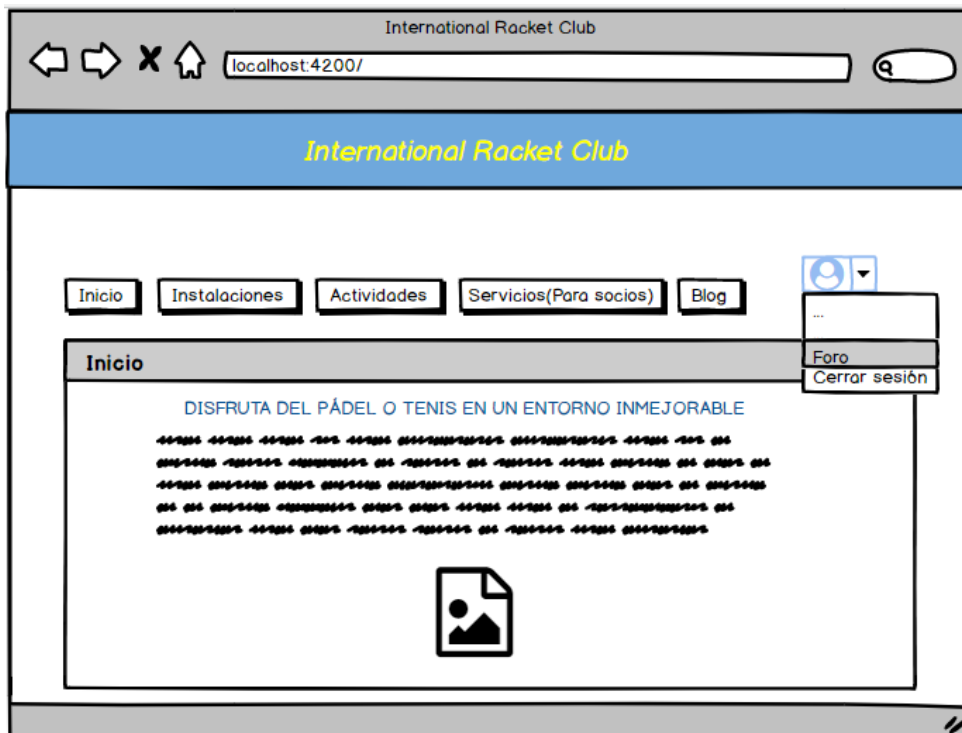 International Racket Club
localhost:4200/
International Racket Club
Inicio
Instalaciones
Actividades
Servicios(Para socios)
Blog
...
Foro
Cerrar sesión
Inicio
DISFRUTA DEL PÁDEL O TENIS EN UN ENTORNO INMEJORABLE